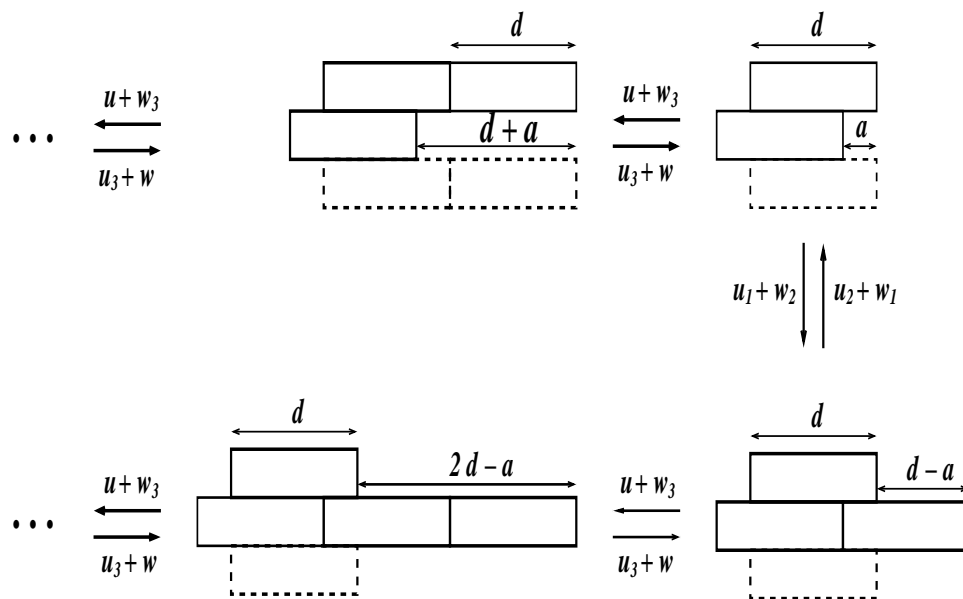 d
d
u + w₃
u + w₃
d + a
a
• • •
u₃ + w
u₃ + w
u₁ + w₂
u₂ + w₁
d
d
2 d – a
d – a
u + w₃
u + w₃
• • •
u₃ + w
u₃ + w